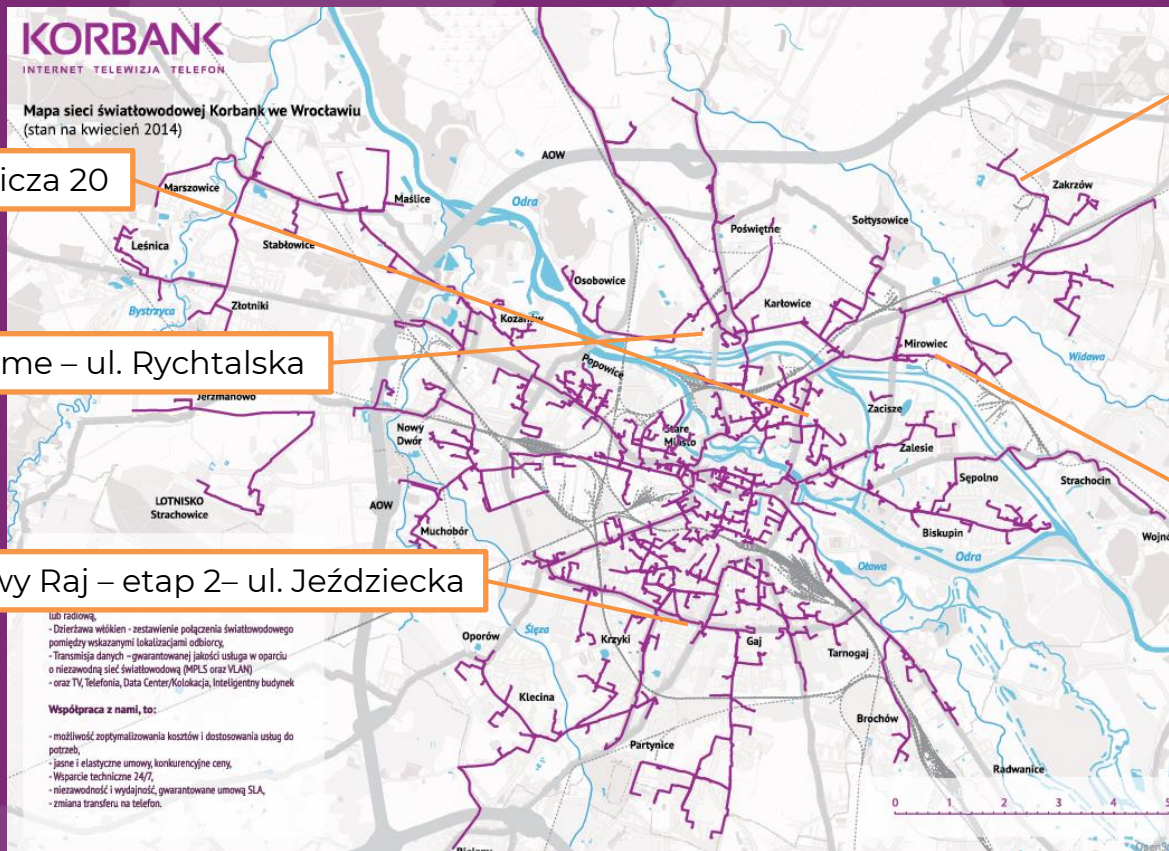 KORBANK
INTERNET TELEWIZJA TELEFON
Mapa sieci światłowodowej Korbank we Wrocławiu
(stan na kwiecień 2014)
icza 20
me – ul. Rychtalska
wy Raj – etap 2– ul. Jeździecka
AOW
Marszowice
Maślice
Odra
Zakrzów
Leśnica
Stabłowice
Poświętne
Sołtysowice
Osobowice
Bystrzyca
Złotniki
Kozanów
Karłowice
Mirowiec
Widawa
Popowice
Jerzmanowo
Zacisze
Nowy
Dwór
Stare
Miasto
Zalesie
Sępolno
Strachocin
LOTNISKO
Strachowice
AOW
Muchobór
Biskupin
Wojnó
Odra
Oława
lub radiową,
- Dzierżawa włókien - zestawienie połączenia światłowodowego
pomiędzy wskazanymi lokalizacjami odbiorcy,
- Transmisja danych – gwarantowanej jakości usługa w oparciu
o niezawodną sieć światłowodową (MPLS oraz VLAN)
- oraz TV, Telefonia, Data Center/Kolokacja, Inteligentny budynek
Współpraca z nami, to:
- możliwość zoptymalizowania kosztów i dostosowania usług do
potrzeb,
- jasne i elastyczne umowy, konkurencyjne ceny,
- Wsparcie techniczne 24/7,
- niezawodność i wydajność, gwarantowane umową SLA,
- zmiana transferu na telefon.
Oporów
Ślęza
Krzyki
Gaj
Tarnogaj
Klecina
Brochów
Partynice
Radwanice
0 1 2 3 4 5
Bielany